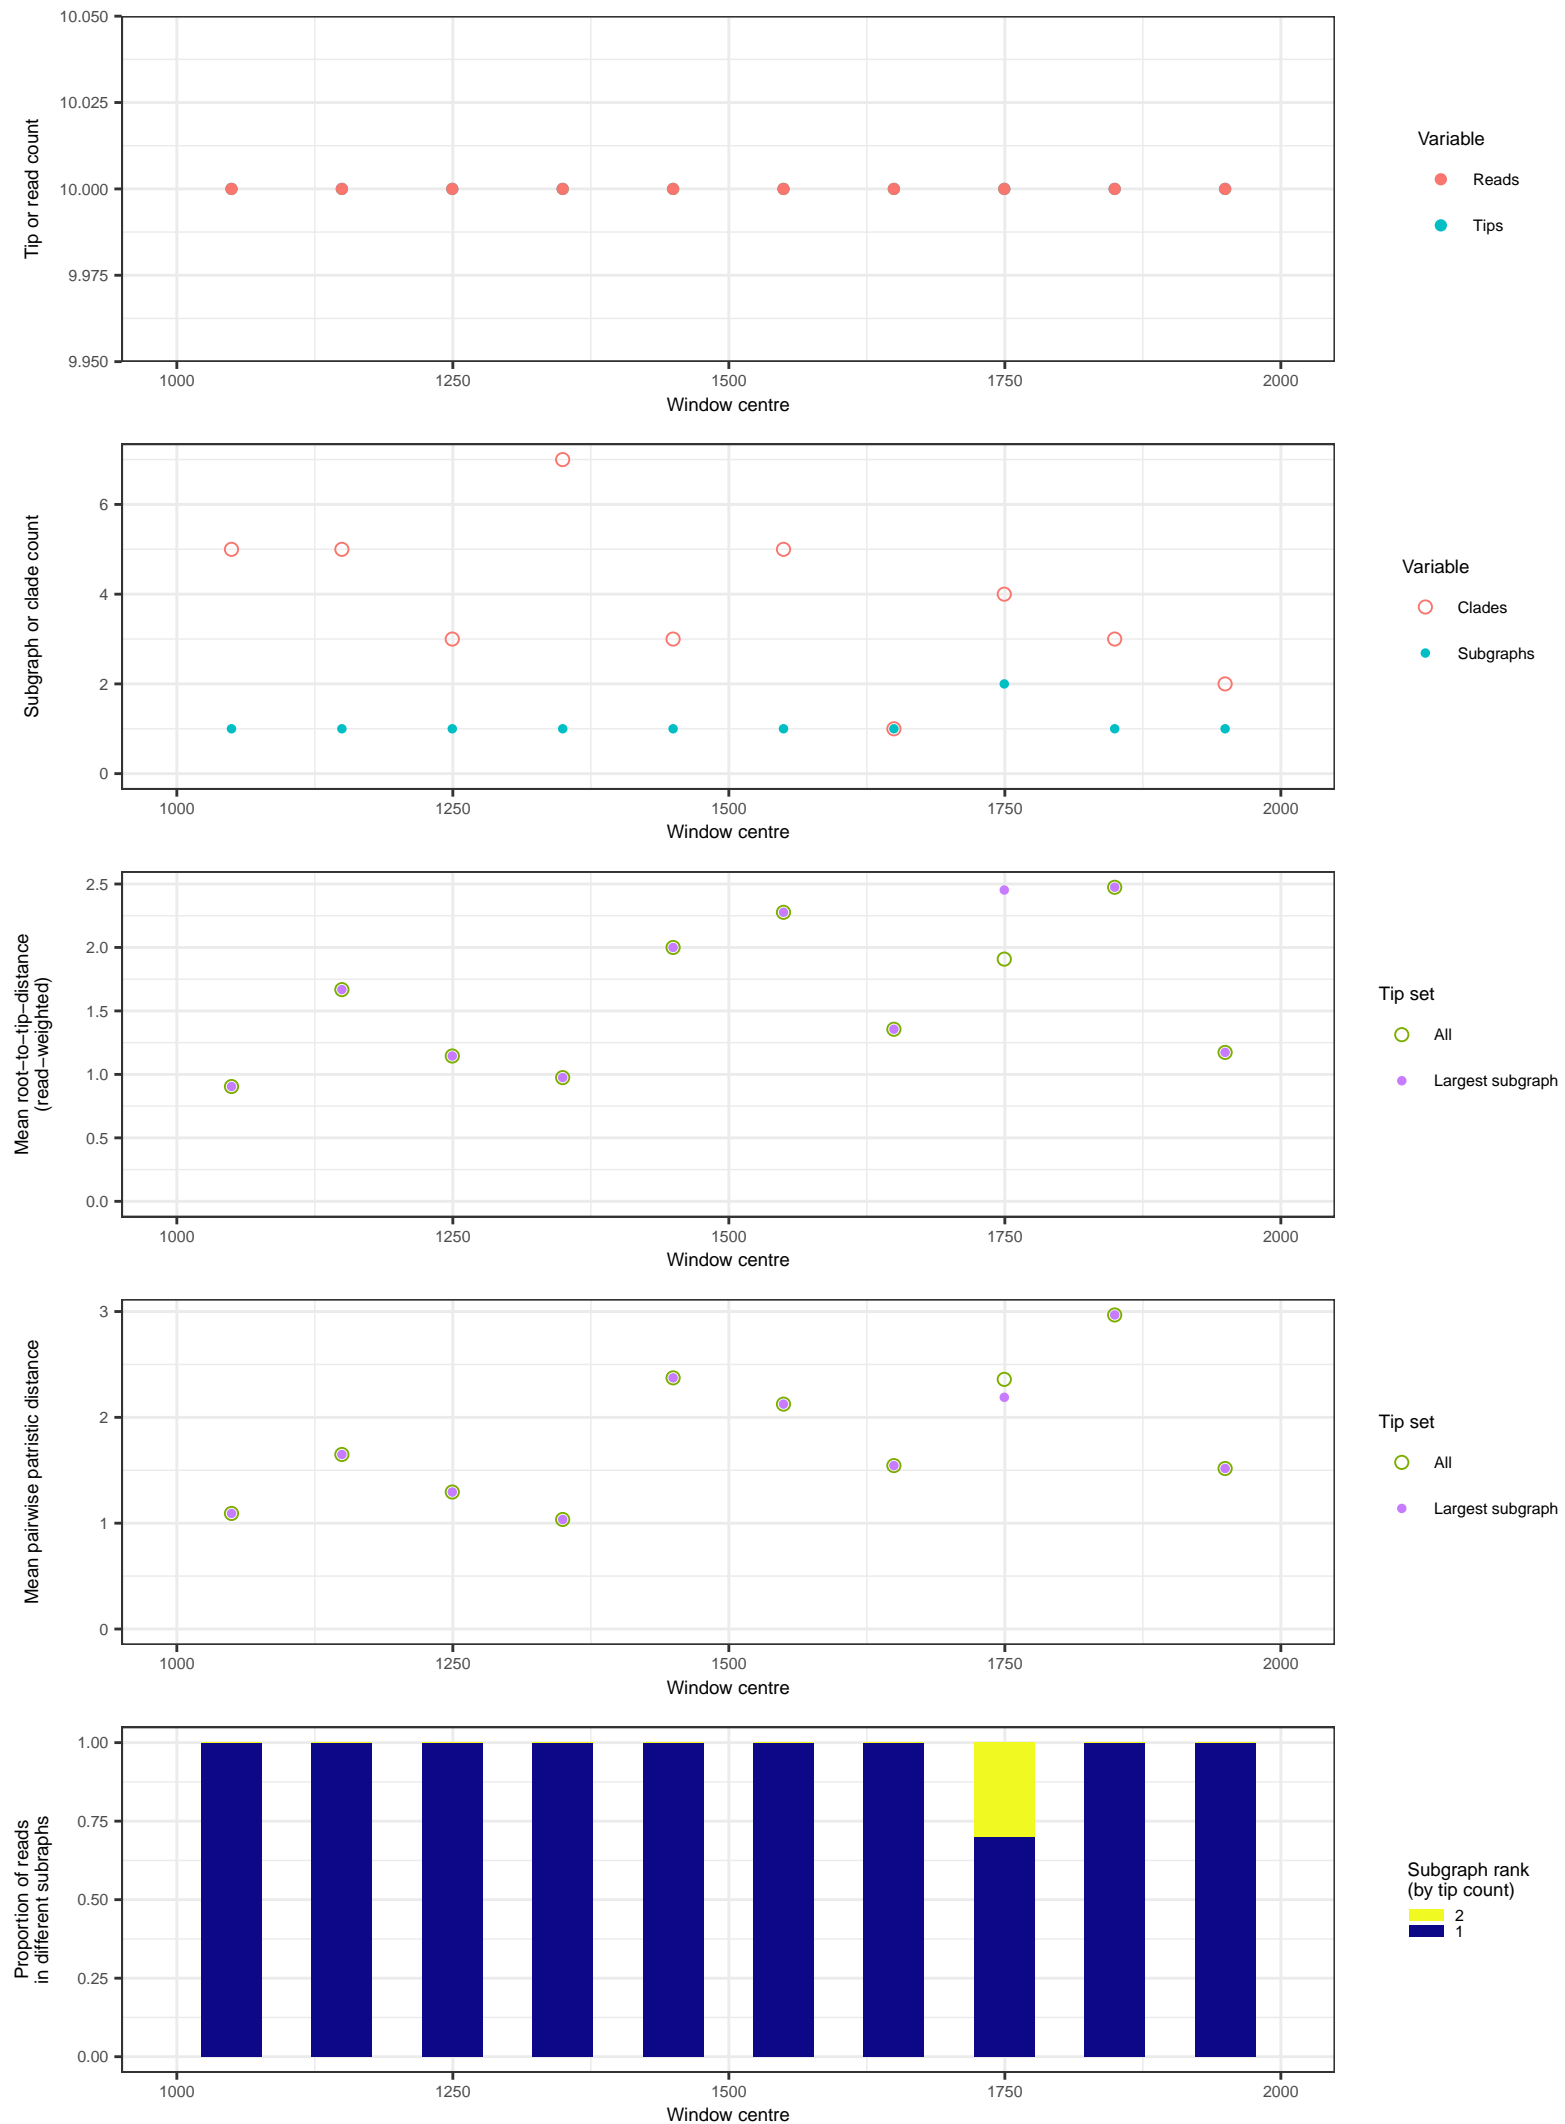 10.050
10.025
10.000
9.975
9.950
Tip or read count
1000 1250 1500 1750 2000
Window centre
Variable
Reads
Tips
6
4
2
0
Subgraph or clade count
1000 1250 1500 1750 2000
Window centre
Variable
Clades
Subgraphs
2.5
2.0
1.5
1.0
0.5
0.0
Mean root−to−tip−distance
(read−weighted)
1000 1250 1500 1750 2000
Window centre
Tip set
All
Largest subgraph
3
2
1
0
Mean pairwise patristic distance
1000 1250 1500 1750 2000
Window centre
Tip set
All
Largest subgraph
1.00
0.75
0.50
0.25
0.00
Proportion of reads
in different subraphs
1000 1250 1500 1750 2000
Window centre
Subgraph rank
(by tip count)
2
1